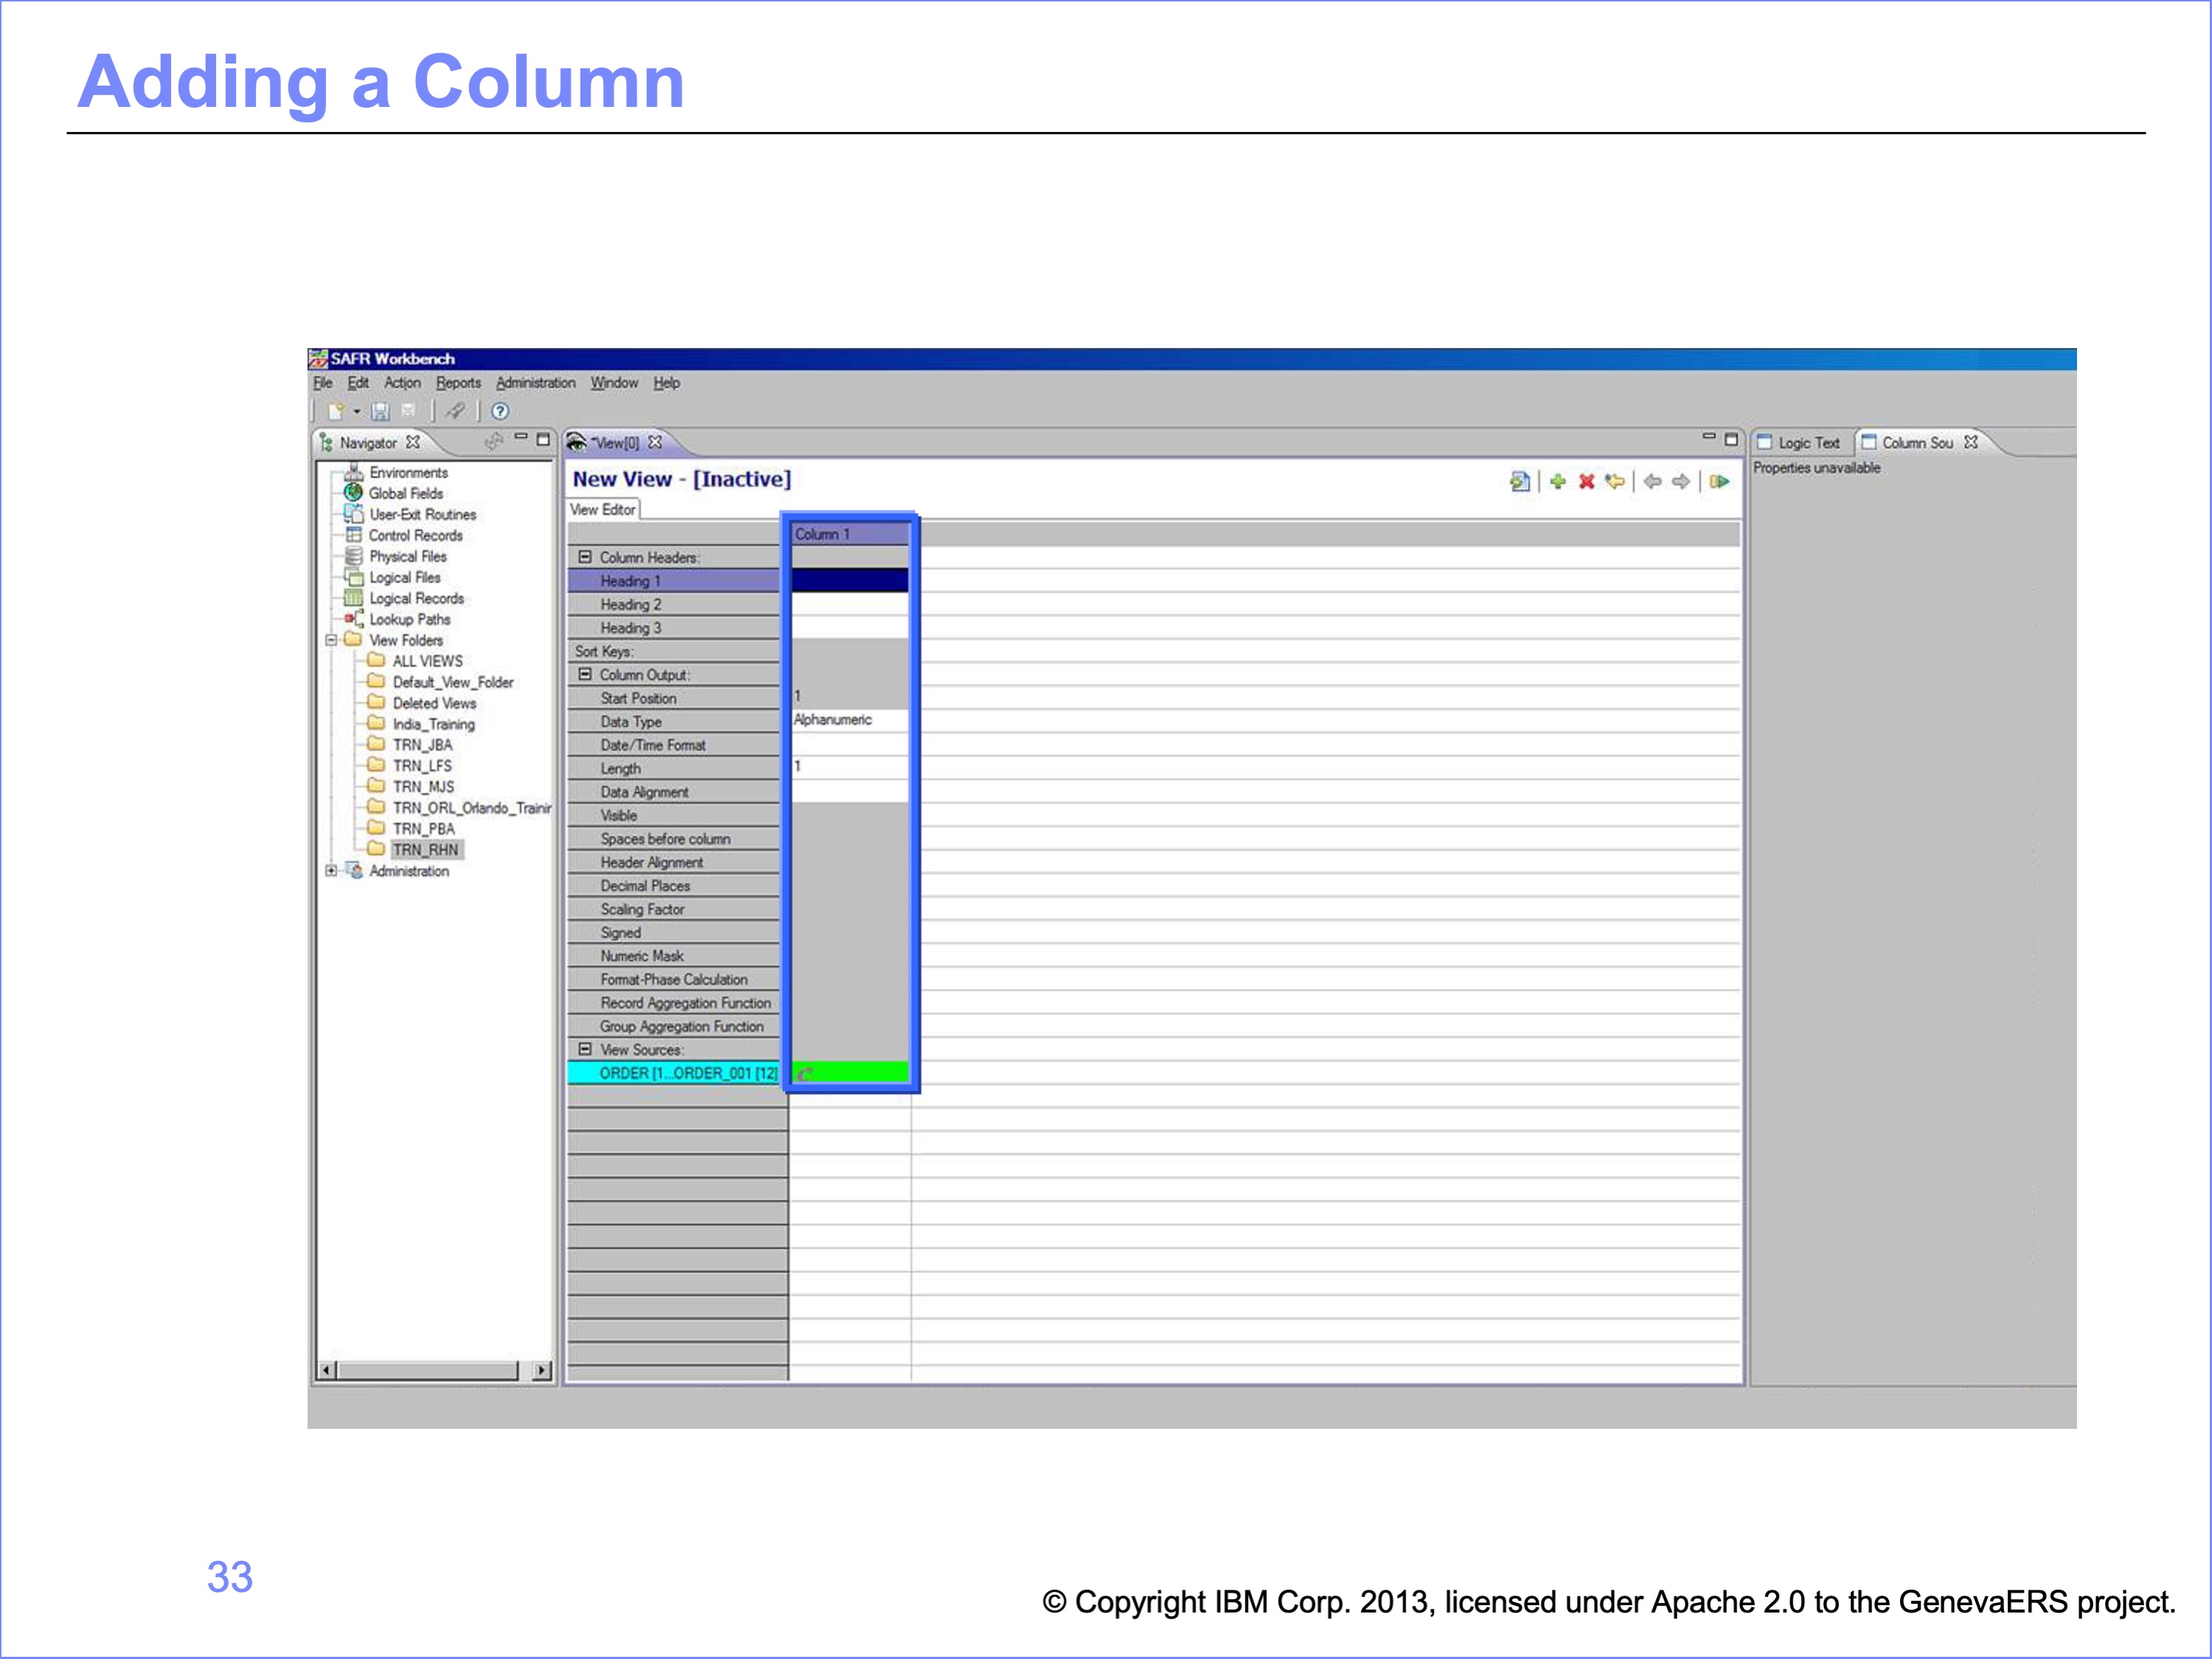 Adding a Column
SAFR Workbench
File Edit Action Reports Administration Window Help
Navigator
*View[0]
Logic Text
Column Sou
Environments
Global Fields
User-Exit Routines
Control Records
Physical Files
Logical Files
Logical Records
Lookup Paths
View Folders
ALL VIEWS
Default_View_Folder
Deleted Views
India_Training
TRN_JBA
TRN_LFS
TRN_MJS
TRN_ORL_Orlando_Trainin
TRN_PBA
TRN_RHN
Administration
New View - [Inactive]
View Editor
Column 1
Column Headers:
Heading 1
Heading 2
Heading 3
Sort Keys:
Column Output:
Start Position 1
Data Type Alphanumeric
Date/Time Format
Length 1
Data Alignment
Visible
Spaces before column
Header Alignment
Decimal Places
Scaling Factor
Signed
Numeric Mask
Format-Phase Calculation
Record Aggregation Function
Group Aggregation Function
View Sources:
ORDER [1...ORDER_001 [12]
Properties unavailable
33
© Copyright IBM Corp. 2013, licensed under Apache 2.0 to the GenevaERS project.